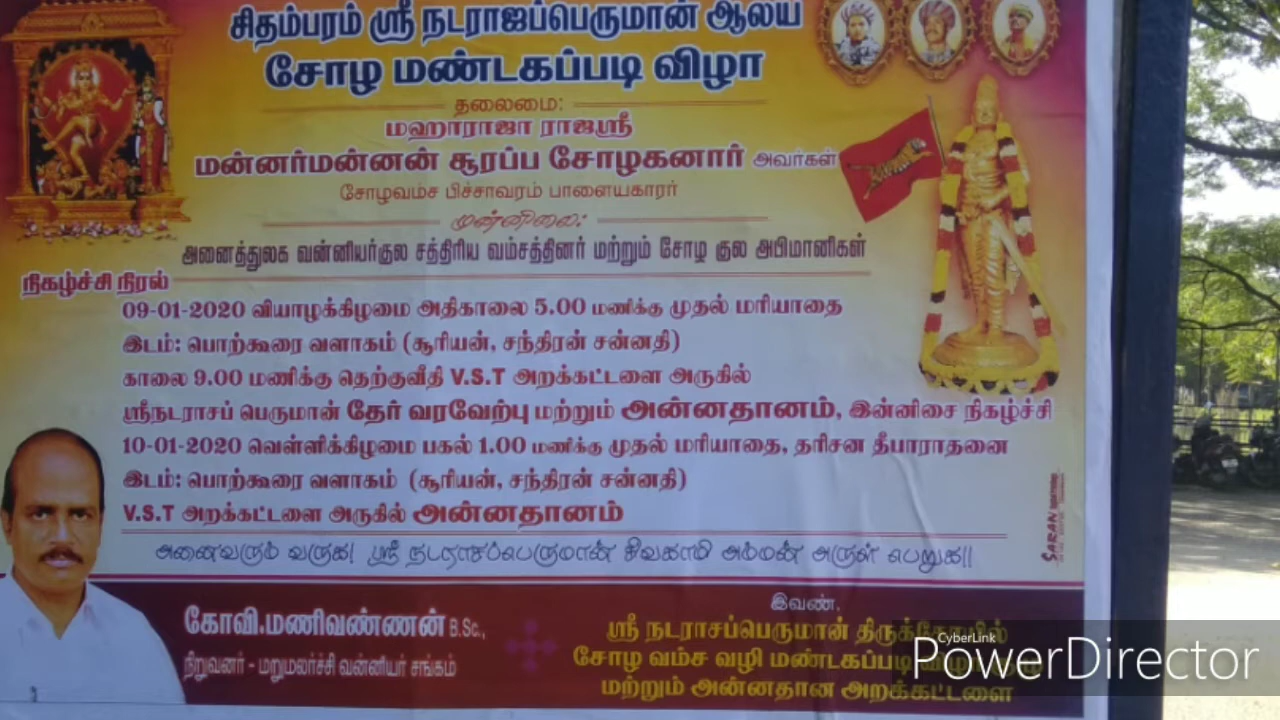 சிதம்பரம் ஸ்ரீ நடராஜப்பெருமான் ஆலய
சோழ மண்டகப்படி விழா
தலைமை:
மஹாராஜா ராஜஸ்ரீ
மன்னர்மன்னன் சூரப்ப சோழகனார் அவர்கள்
சோழவம்ச பிச்சாவரம் பாளையகாரர்
முன்னிலை:
அனைத்துலக வன்னியர்குல சத்திரிய வம்சத்தினர் மற்றும் சோழ குல அபிமானிகள்
நிகழ்ச்சி நிரல்
09-01-2020 வியாழக்கிழமை அதிகாலை 5.00 மணிக்கு முதல் மரியாதை
இடம்: பொற்கூரை வளாகம் (சூரியன், சந்திரன் சன்னதி)
காலை 9.00 மணிக்கு தெற்குவீதி V.S.T அறக்கட்டளை அருகில்
ஸ்ரீநடராசப் பெருமான் தேர் வரவேற்பு மற்றும் அன்னதானம், இன்னிசை நிகழ்ச்சி
10-01-2020 வெள்ளிக்கிழமை பகல் 1.00 மணிக்கு முதல் மரியாதை, தரிசன தீபாராதனை
இடம்: பொற்கூரை வளாகம் (சூரியன், சந்திரன் சன்னதி)
V.S.T அறக்கட்டளை அருகில் அன்னதானம்
அனைவரும் வருக! ஸ்ரீ நடராசப்பெருமான் சிவகாமி அம்மன் அருள் பெறுக!!
SARAN
கோவி.மணிவண்ணன் B.Sc.,
நிறுவனர் - மறுமலர்ச்சி வன்னியர் சங்கம்
இவண்.
ஸ்ரீ நடராசப்பெருமான் திருக்கோயில்
சோழ வம்ச வழி மண்டகப்படி
மற்றும் அன்னதான அறக்கட்டளை
CyberLink
PowerDirector